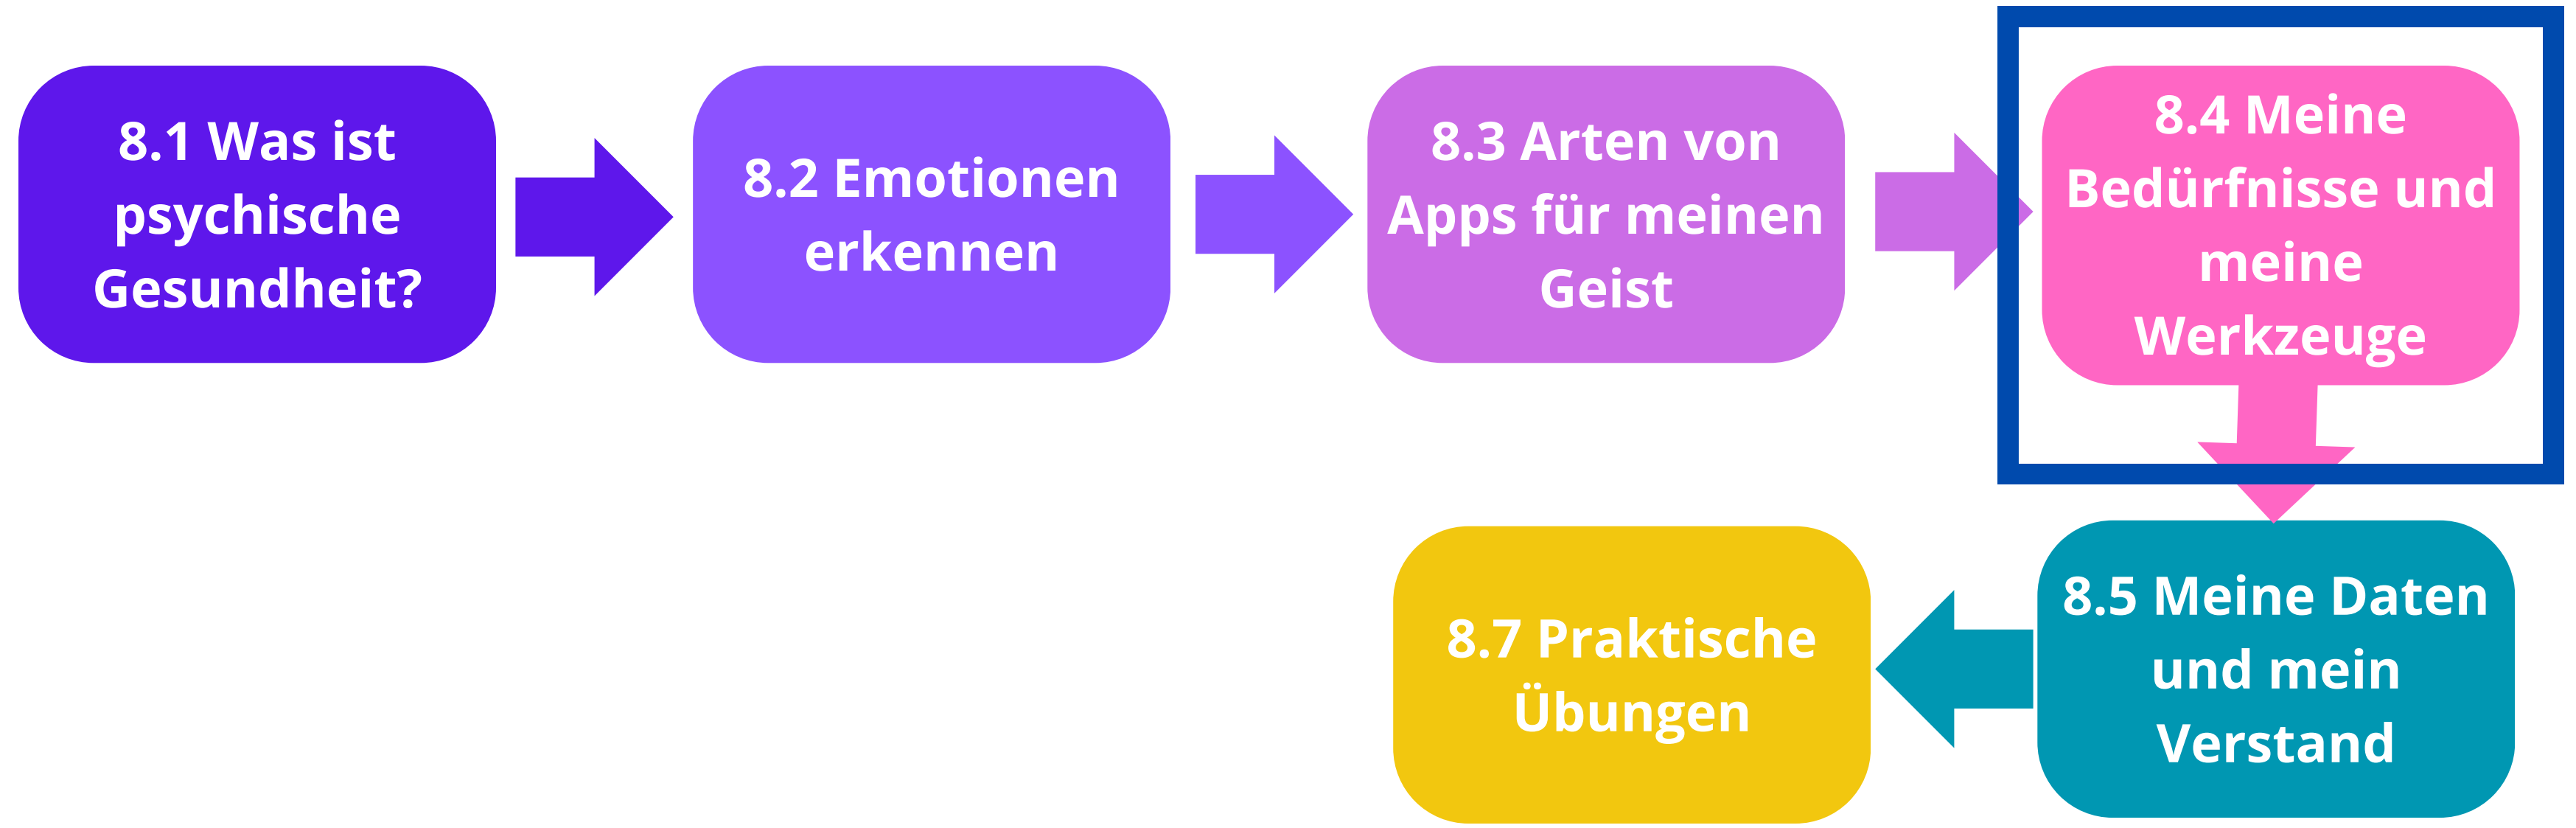 8.1 Was ist
psychische
Gesundheit?
8.2 Emotionen
erkennen
8.3 Arten von
Apps für meinen
Geist
8.4 Meine
Bedürfnisse und
meine
Werkzeuge
8.5 Meine Daten
und mein
Verstand
8.7 Praktische
Übungen